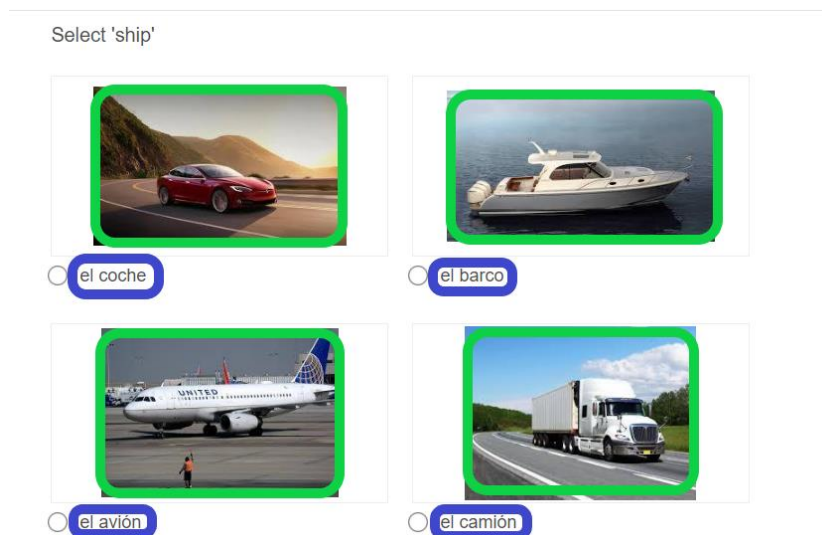 Select 'ship'
el coche
el barco
UNITED
el avión
el camión